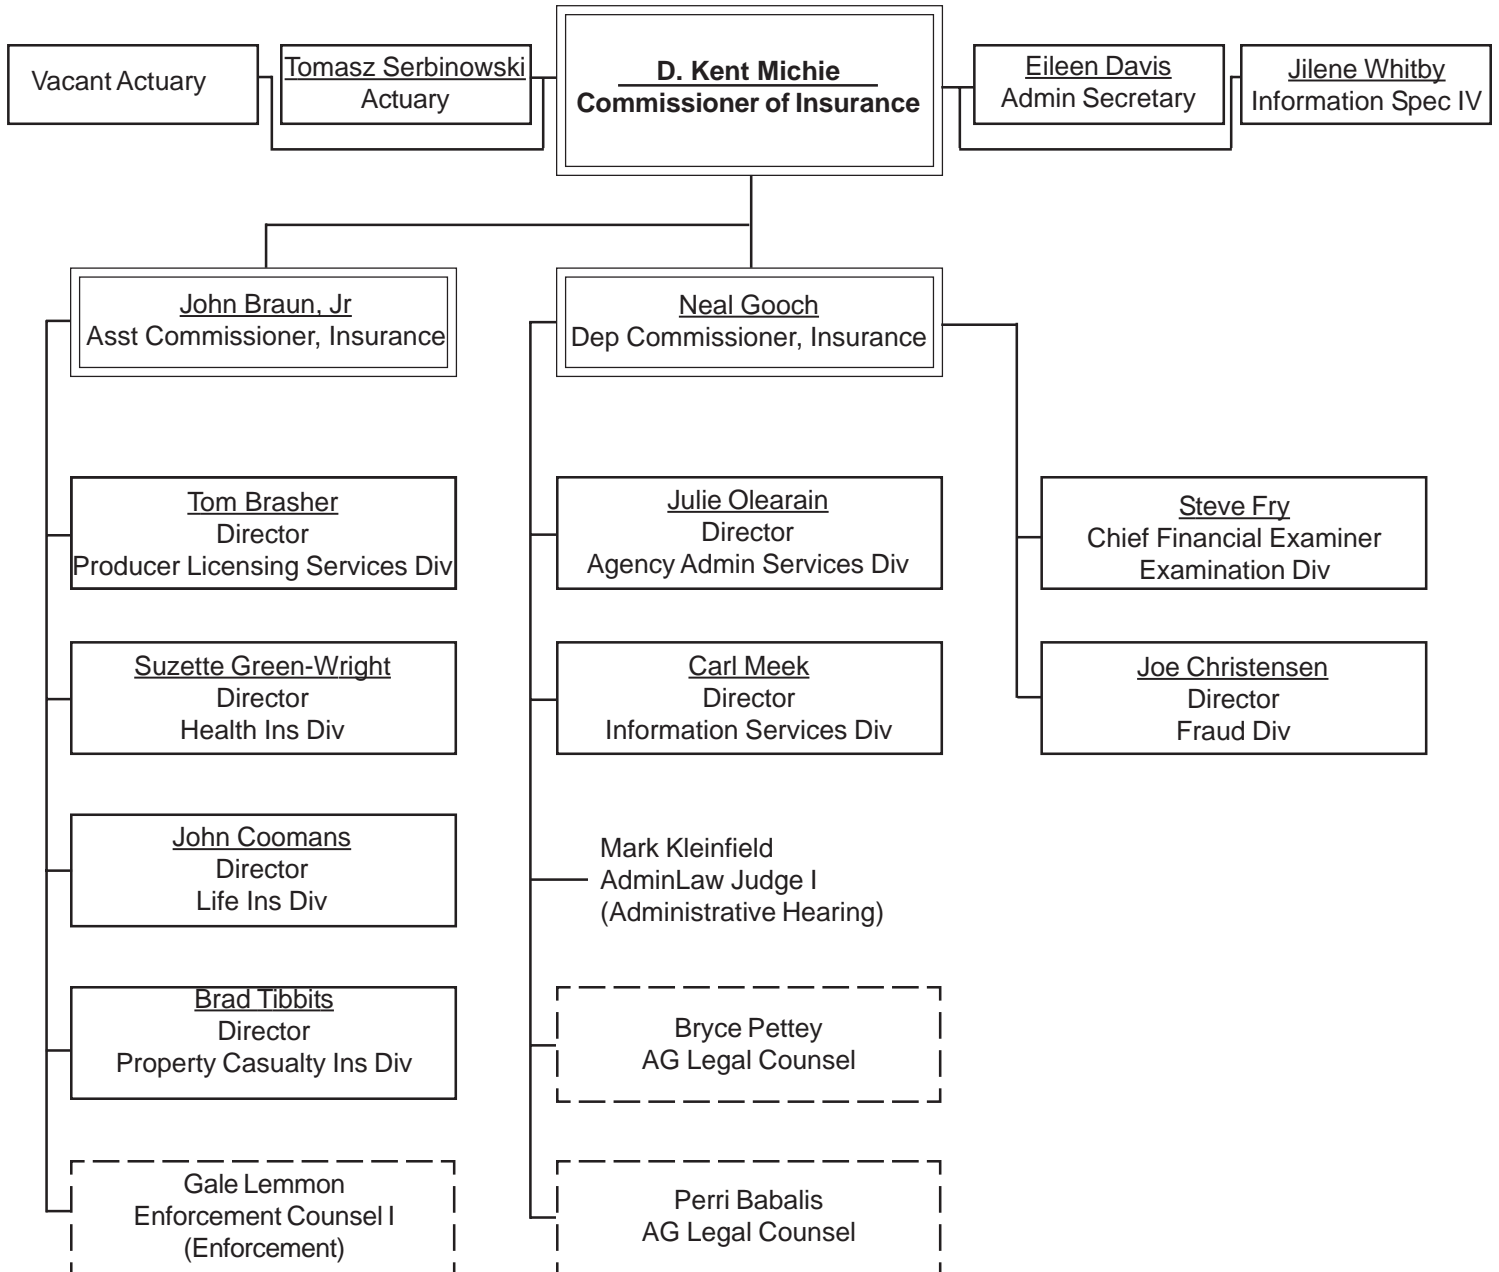 Vacant Actuary
Tomasz Serbinowski
Actuary
D. Kent Michie
Commissioner of Insurance
Eileen Davis
Admin Secretary
Jilene Whitby
Information Spec IV
John Braun, Jr
Asst Commissioner, Insurance
Neal Gooch
Dep Commissioner, Insurance
Tom Brasher
Director
Producer Licensing Services Div
Julie Olearain
Director
Agency Admin Services Div
Steve Fry
Chief Financial Examiner
Examination Div
Suzette Green-Wright
Director
Health Ins Div
Carl Meek
Director
Information Services Div
Joe Christensen
Director
Fraud Div
John Coomans
Director
Life Ins Div
Mark Kleinfield
AdminLaw Judge I
(Administrative Hearing)
Brad Tibbits
Director
Property Casualty Ins Div
Bryce Pettey
AG Legal Counsel
Gale Lemmon
Enforcement Counsel I
(Enforcement)
Perri Babalis
AG Legal Counsel